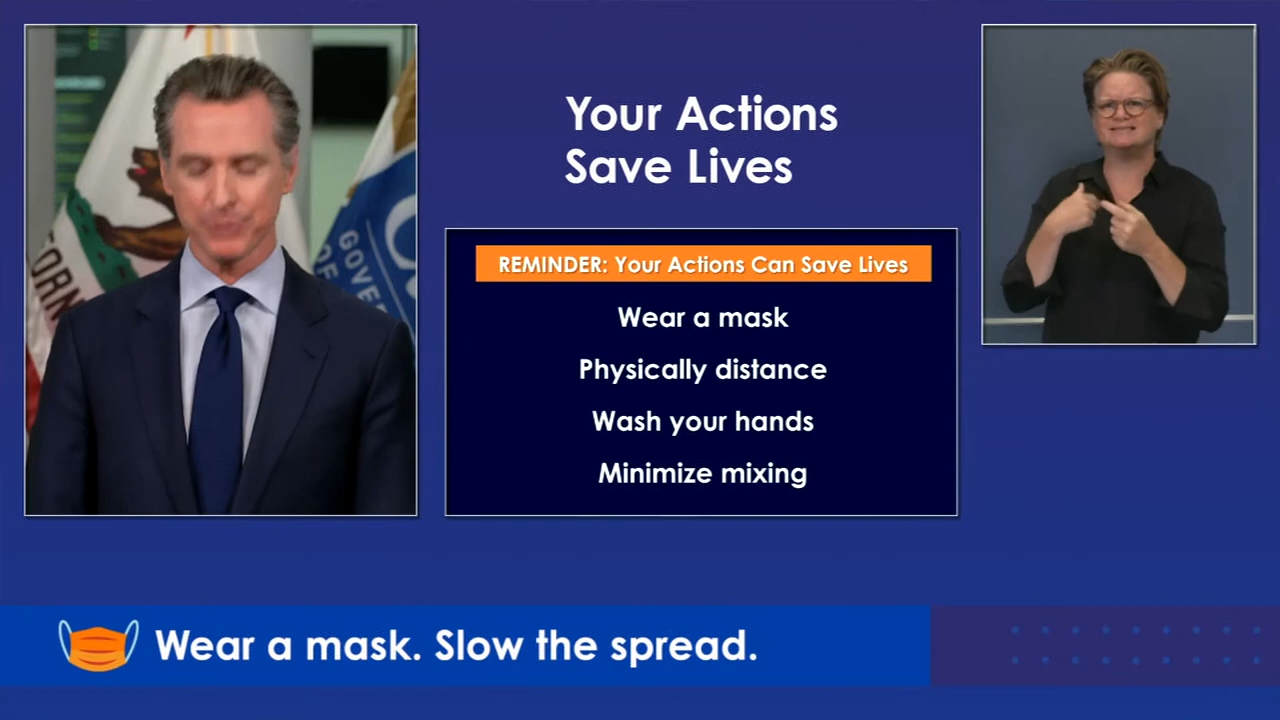 Your Actions
Save Lives
REMINDER: Your Actions Can Save Lives
Wear a mask
Physically distance
Wash your hands
Minimize mixing
Wear a mask. Slow the spread.